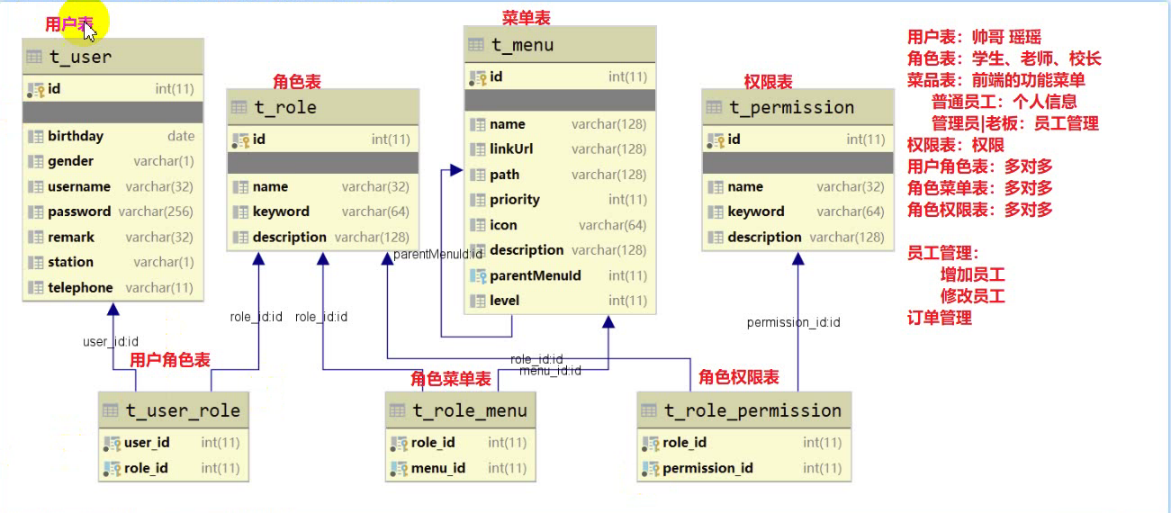 用户表
t_user
id int(11)
birthday date
gender varchar(1)
username varchar(32)
password varchar(256)
remark varchar(32)
station varchar(1)
telephone varchar(11)
角色表
t_role
id int(11)
name varchar(32)
keyword varchar(64)
description varchar(128)
菜单表
t_menu
id int(11)
name varchar(128)
linkUrl varchar(128)
path varchar(128)
priority int(11)
icon varchar(64)
description varchar(128)
parentMenuId int(11)
level int(11)
parentMenuId:id
权限表
t_permission
id int(11)
name varchar(32)
keyword varchar(64)
description varchar(128)
用户表：帅哥 瑶瑶
角色表：学生、老师、校长
菜品表：前端的功能菜单
普通员工：个人信息
管理员|老板：员工管理
权限表：权限
用户角色表：多对多
角色菜单表：多对多
角色权限表：多对多
员工管理：
增加员工
修改员工
订单管理
user_id:id
role_id:id
role_id:id
role_id:id
menu_id:id
permission_id:id
用户角色表
t_user_role
user_id int(11)
role_id int(11)
角色菜单表
t_role_menu
role_id int(11)
menu_id int(11)
角色权限表
t_role_permission
role_id int(11)
permission_id int(11)